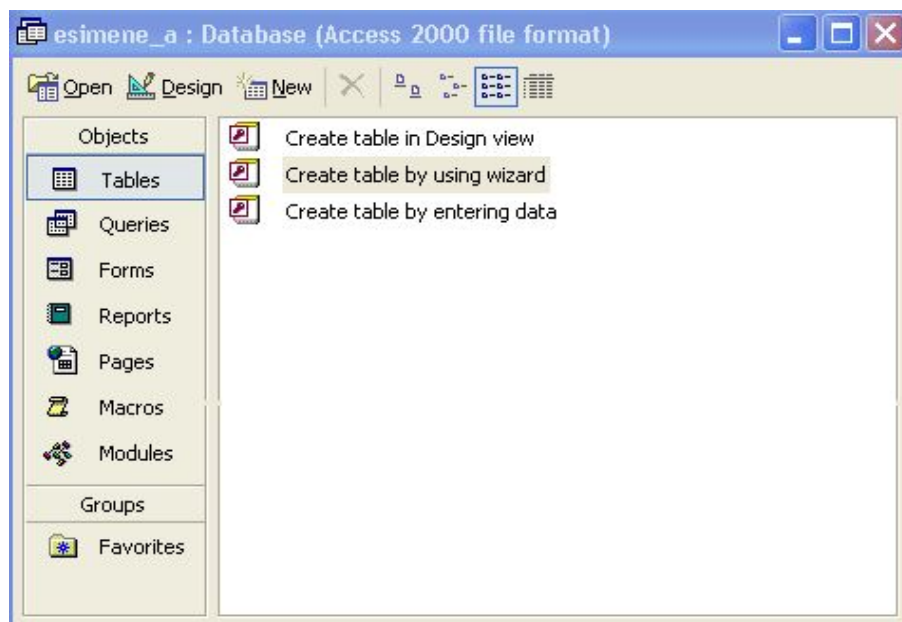 esimene_a : Database (Access 2000 file format)
Open Design New
Objects
Tables
Queries
Forms
Reports
Pages
Macros
Modules
Groups
Favorites
Create table in Design view
Create table by using wizard
Create table by entering data